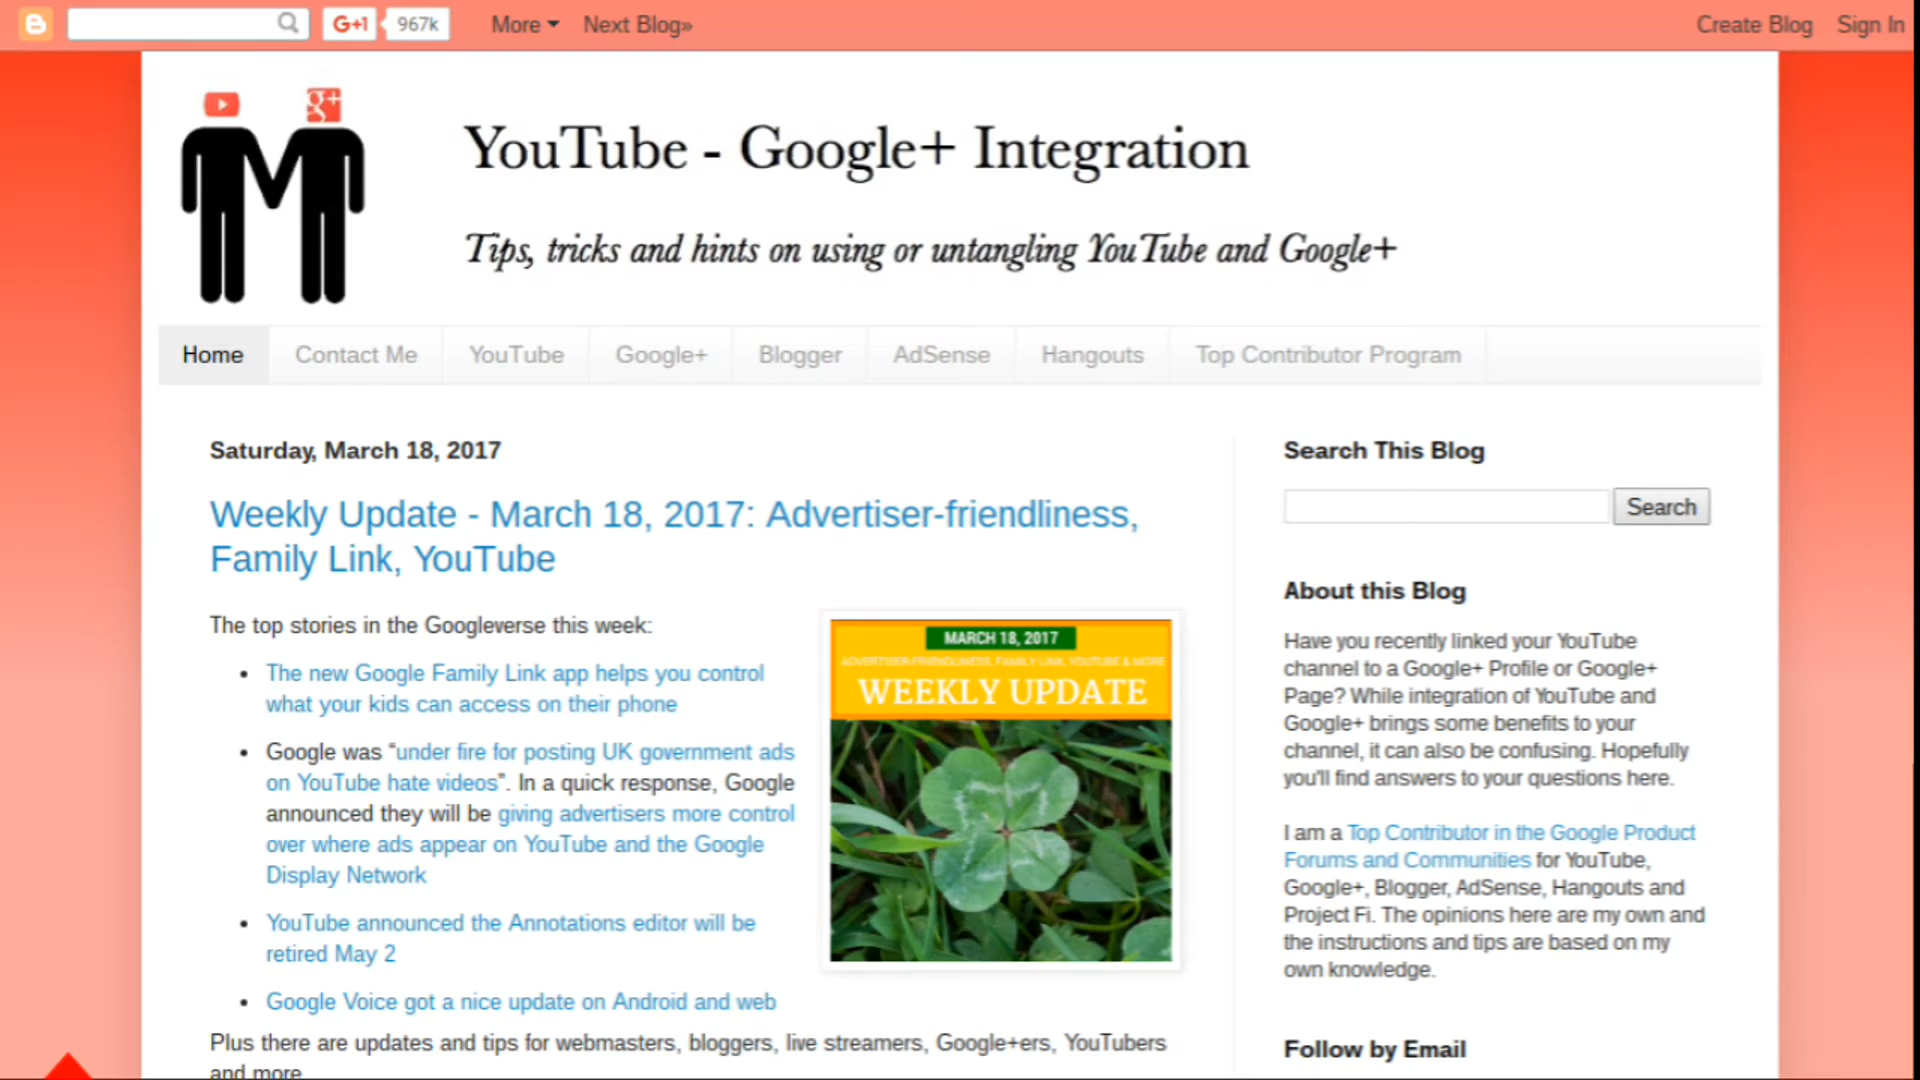 G+1 967k More Next Blog» Create Blog Sign In
g+
YouTube - Google+ Integration
Tips, tricks and hints on using or untangling YouTube and Google+
Home Contact Me YouTube Google+ Blogger AdSense Hangouts Top Contributor Program
Saturday, March 18, 2017
Weekly Update - March 18, 2017: Advertiser-friendliness,
Family Link, YouTube
The top stories in the Googleverse this week:
• The new Google Family Link app helps you control
what your kids can access on their phone
• Google was “under fire for posting UK government ads
on YouTube hate videos”. In a quick response, Google
announced they will be giving advertisers more control
over where ads appear on YouTube and the Google
Display Network
• YouTube announced the Annotations editor will be
retired May 2
• Google Voice got a nice update on Android and web
Plus there are updates and tips for webmasters, bloggers, live streamers, Google+ers, YouTubers
and more
MARCH 18, 2017
ADVERTISER-FRIENDLINESS, FAMILY LINK, YOUTUBE & MORE
WEEKLY UPDATE
Search This Blog
Search
About this Blog
Have you recently linked your YouTube
channel to a Google+ Profile or Google+
Page? While integration of YouTube and
Google+ brings some benefits to your
channel, it can also be confusing. Hopefully
you'll find answers to your questions here.
I am a Top Contributor in the Google Product
Forums and Communities for YouTube,
Google+, Blogger, AdSense, Hangouts and
Project Fi. The opinions here are my own and
the instructions and tips are based on my
own knowledge.
Follow by Email